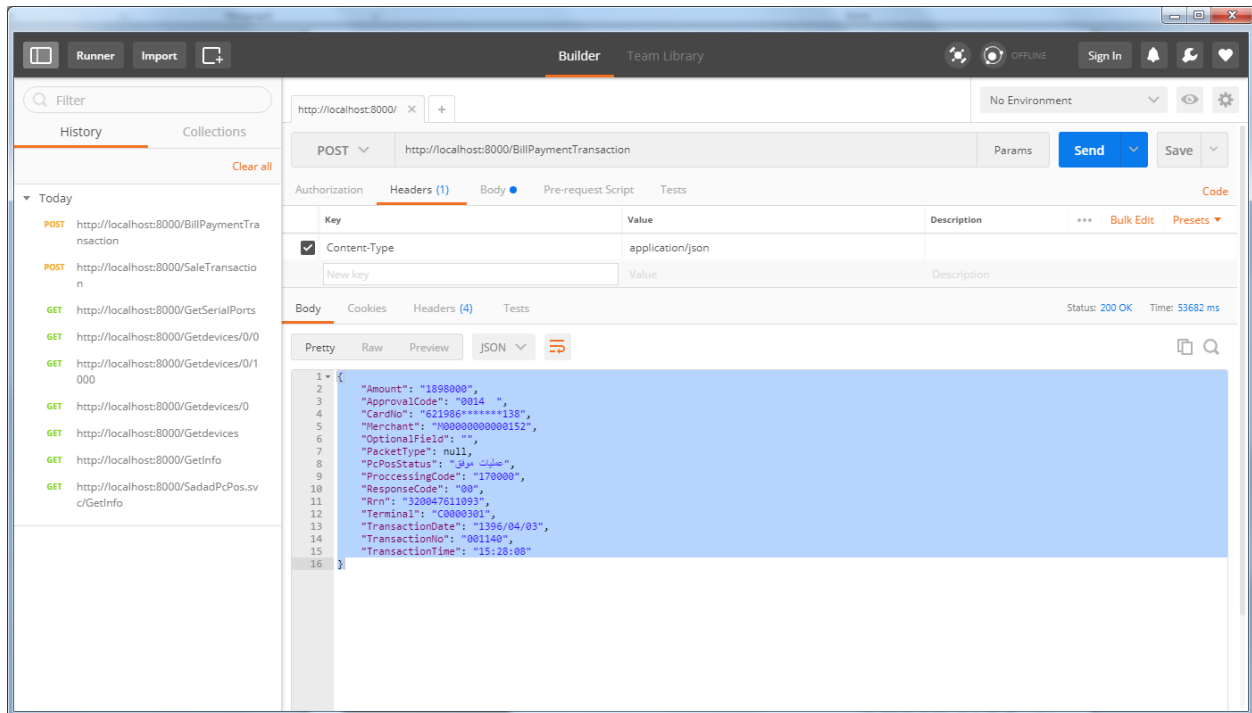 Runner
Import
Builder
Team Library
OFFLINE
Sign In
Filter
History
Collections
Clear all
Today
POST http://localhost:8000/BillPaymentTra
nsaction
POST http://localhost:8000/SaleTransactio
n
GET http://localhost:8000/GetSerialPorts
GET http://localhost:8000/Getdevices/0/0
GET http://localhost:8000/Getdevices/0/1
000
GET http://localhost:8000/Getdevices/0
GET http://localhost:8000/Getdevices
GET http://localhost:8000/GetInfo
GET http://localhost:8000/SadadPcPos.sv
c/GetInfo
http://localhost:8000/
No Environment
POST http://localhost:8000/BillPaymentTransaction Params Send Save
Authorization Headers (1) Body Pre-request Script Tests Code
Key Value Description Bulk Edit Presets
Content-Type application/json
New key Value Description
Body Cookies Headers (4) Tests Status: 200 OK Time: 53682 ms
Pretty Raw Preview JSON
1 {
2 "Amount": "1898000",
3 "ApprovalCode": "0014  ",
4 "CardNo": "621986*******138",
5 "Merchant": "M00000000000152",
6 "OptionalField": "",
7 "PacketType": null,
8 "PcPosStatus": "عملیات موفق",
9 "ProccessingCode": "170000",
10 "ResponseCode": "00",
11 "Rrn": "320047611093",
12 "Terminal": "C0000301",
13 "TransactionDate": "1396/04/03",
14 "TransactionNo": "001140",
15 "TransactionTime": "15:28:08"
16 }